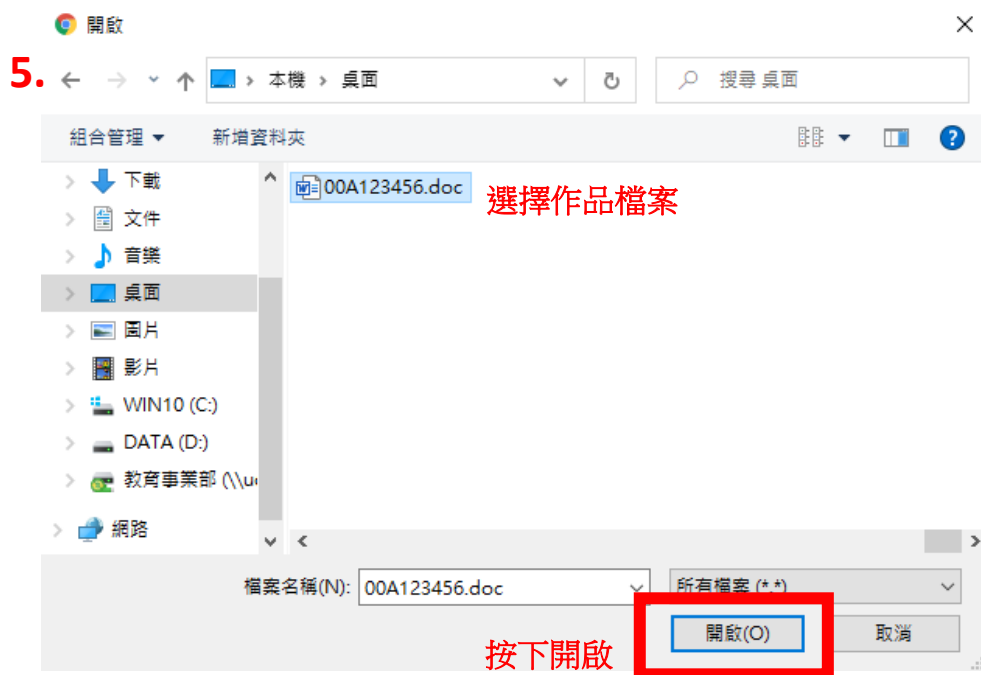 開啟
5.
本機 > 桌面
搜尋 桌面
組合管理
新增資料夾
下載
00A123456.doc
選擇作品檔案
文件
音樂
桌面
圖片
影片
WIN10 (C:)
DATA (D:)
教育事業部 (\\u
網路
檔案名稱(N):
00A123456.doc
所有檔案 (*.*)
開啟(O)
取消
按下開啟